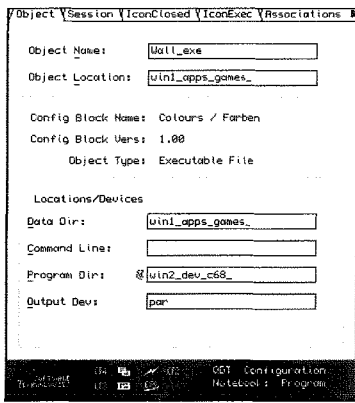 Object Session IconClosed IconExec Associations
Object Name: Wall_exe
Object Location: win1_apps_games_
Config Block Name: Colours / Farben
Config Block Vers: 1.00
Object Type: Executable File
Locations/Devices
Data Dir: win1_apps_games_
Command Line:
Program Dir: @ win2_dev_c68_
Output Dev: par
QDT Configuration
Notebook: Program